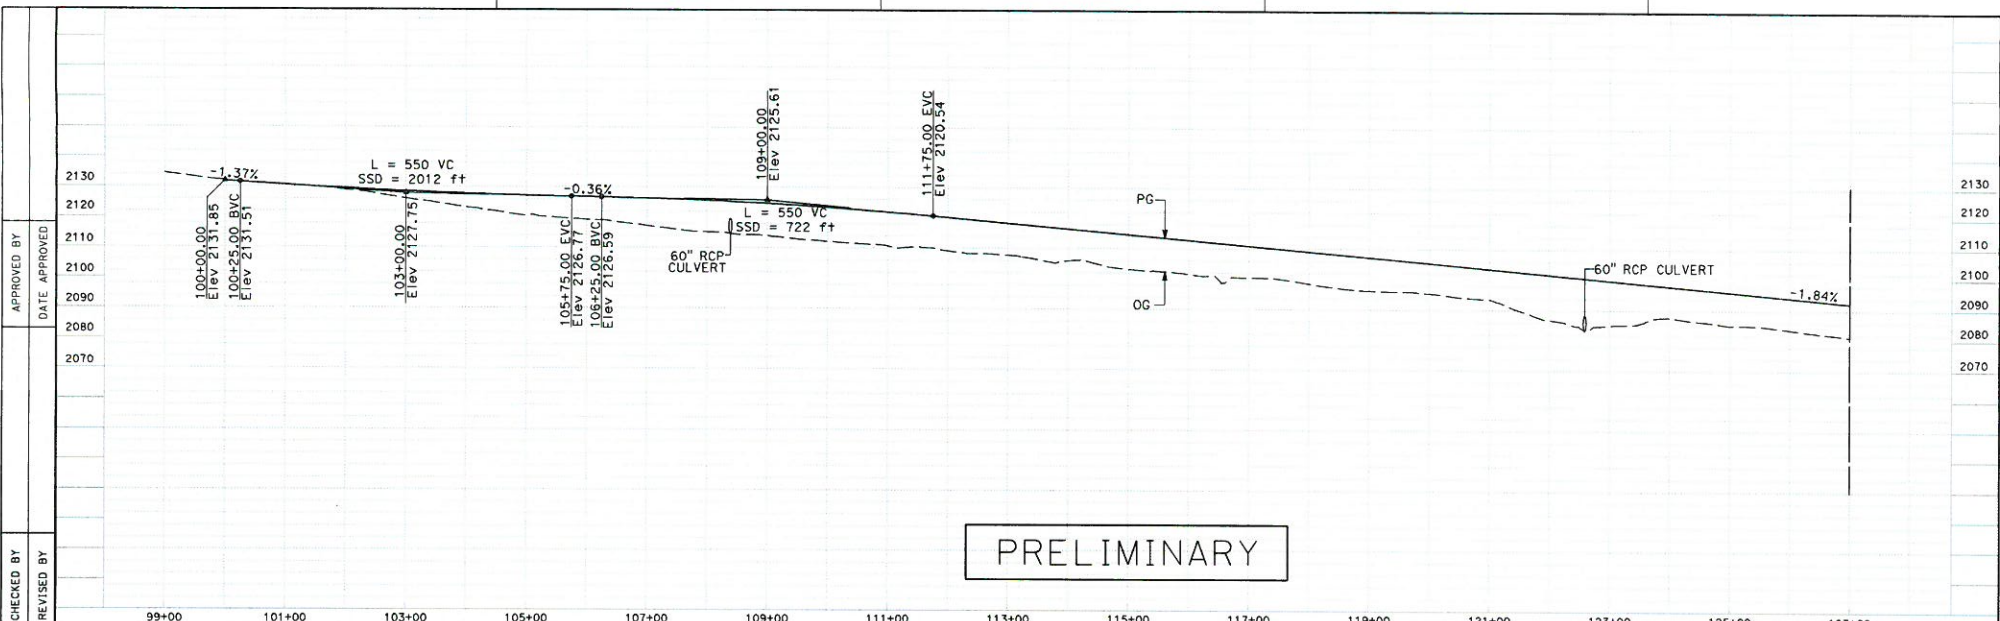 APPROVED BY
DATE APPROVED
CHECKED BY
REVISED BY
2130
2120
2110
2100
2090
2080
2070
100+00.00
Elev 2131.85
-1.37%
100+25.00 BVC
Elev 2131.51
L = 550 VC
SSD = 2012 ft
103+00.00
Elev 2127.75
-0.36%
105+75.00 EVC
Elev 2126.77
106+25.00 BVC
Elev 2126.59
60" RCP
CULVERT
109+00.00
Elev 2125.61
L = 550 VC
SSD = 722 ft
111+75.00 EVC
Elev 2120.54
PG
OG
60" RCP CULVERT
-1.84%
2130
2120
2110
2100
2090
2080
2070
PRELIMINARY
99+00
101+00
103+00
105+00
107+00
109+00
111+00
113+00
115+00
117+00